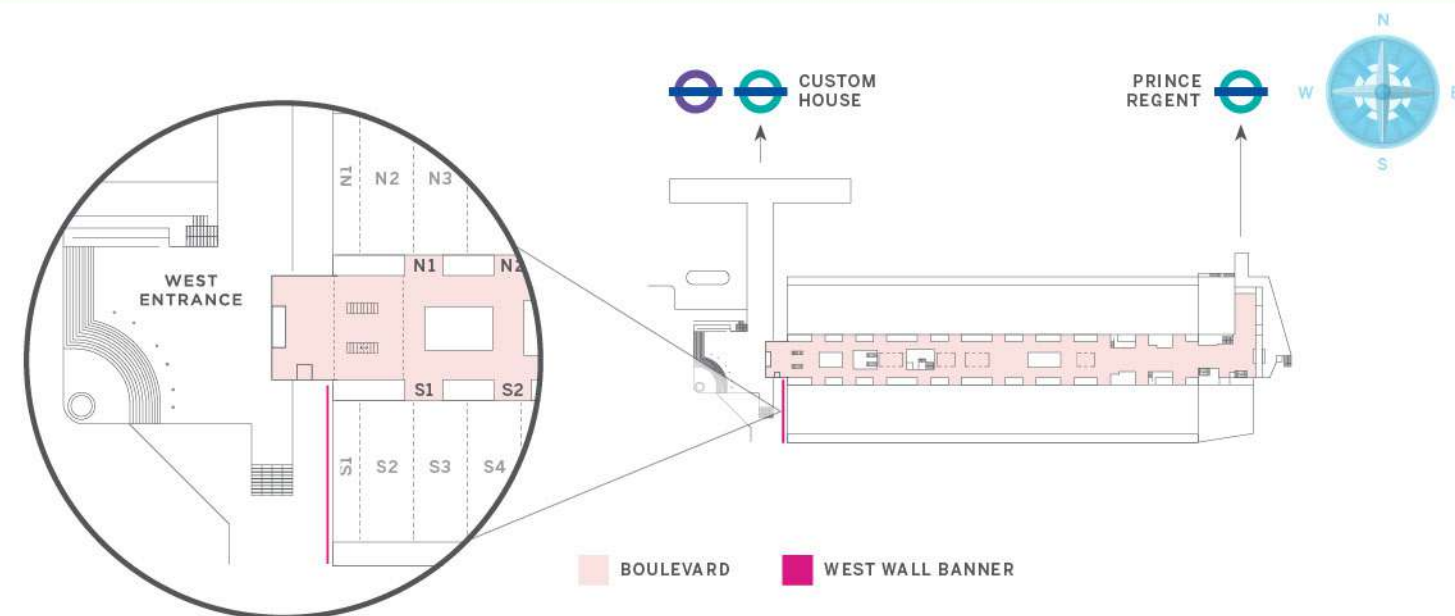 N
CUSTOM
HOUSE
PRINCE
REGENT
W
E
S
N1
N2
N3
WEST
ENTRANCE
N1
N2
S1
S2
S1
S2
S3
S4
BOULEVARD
WEST WALL BANNER